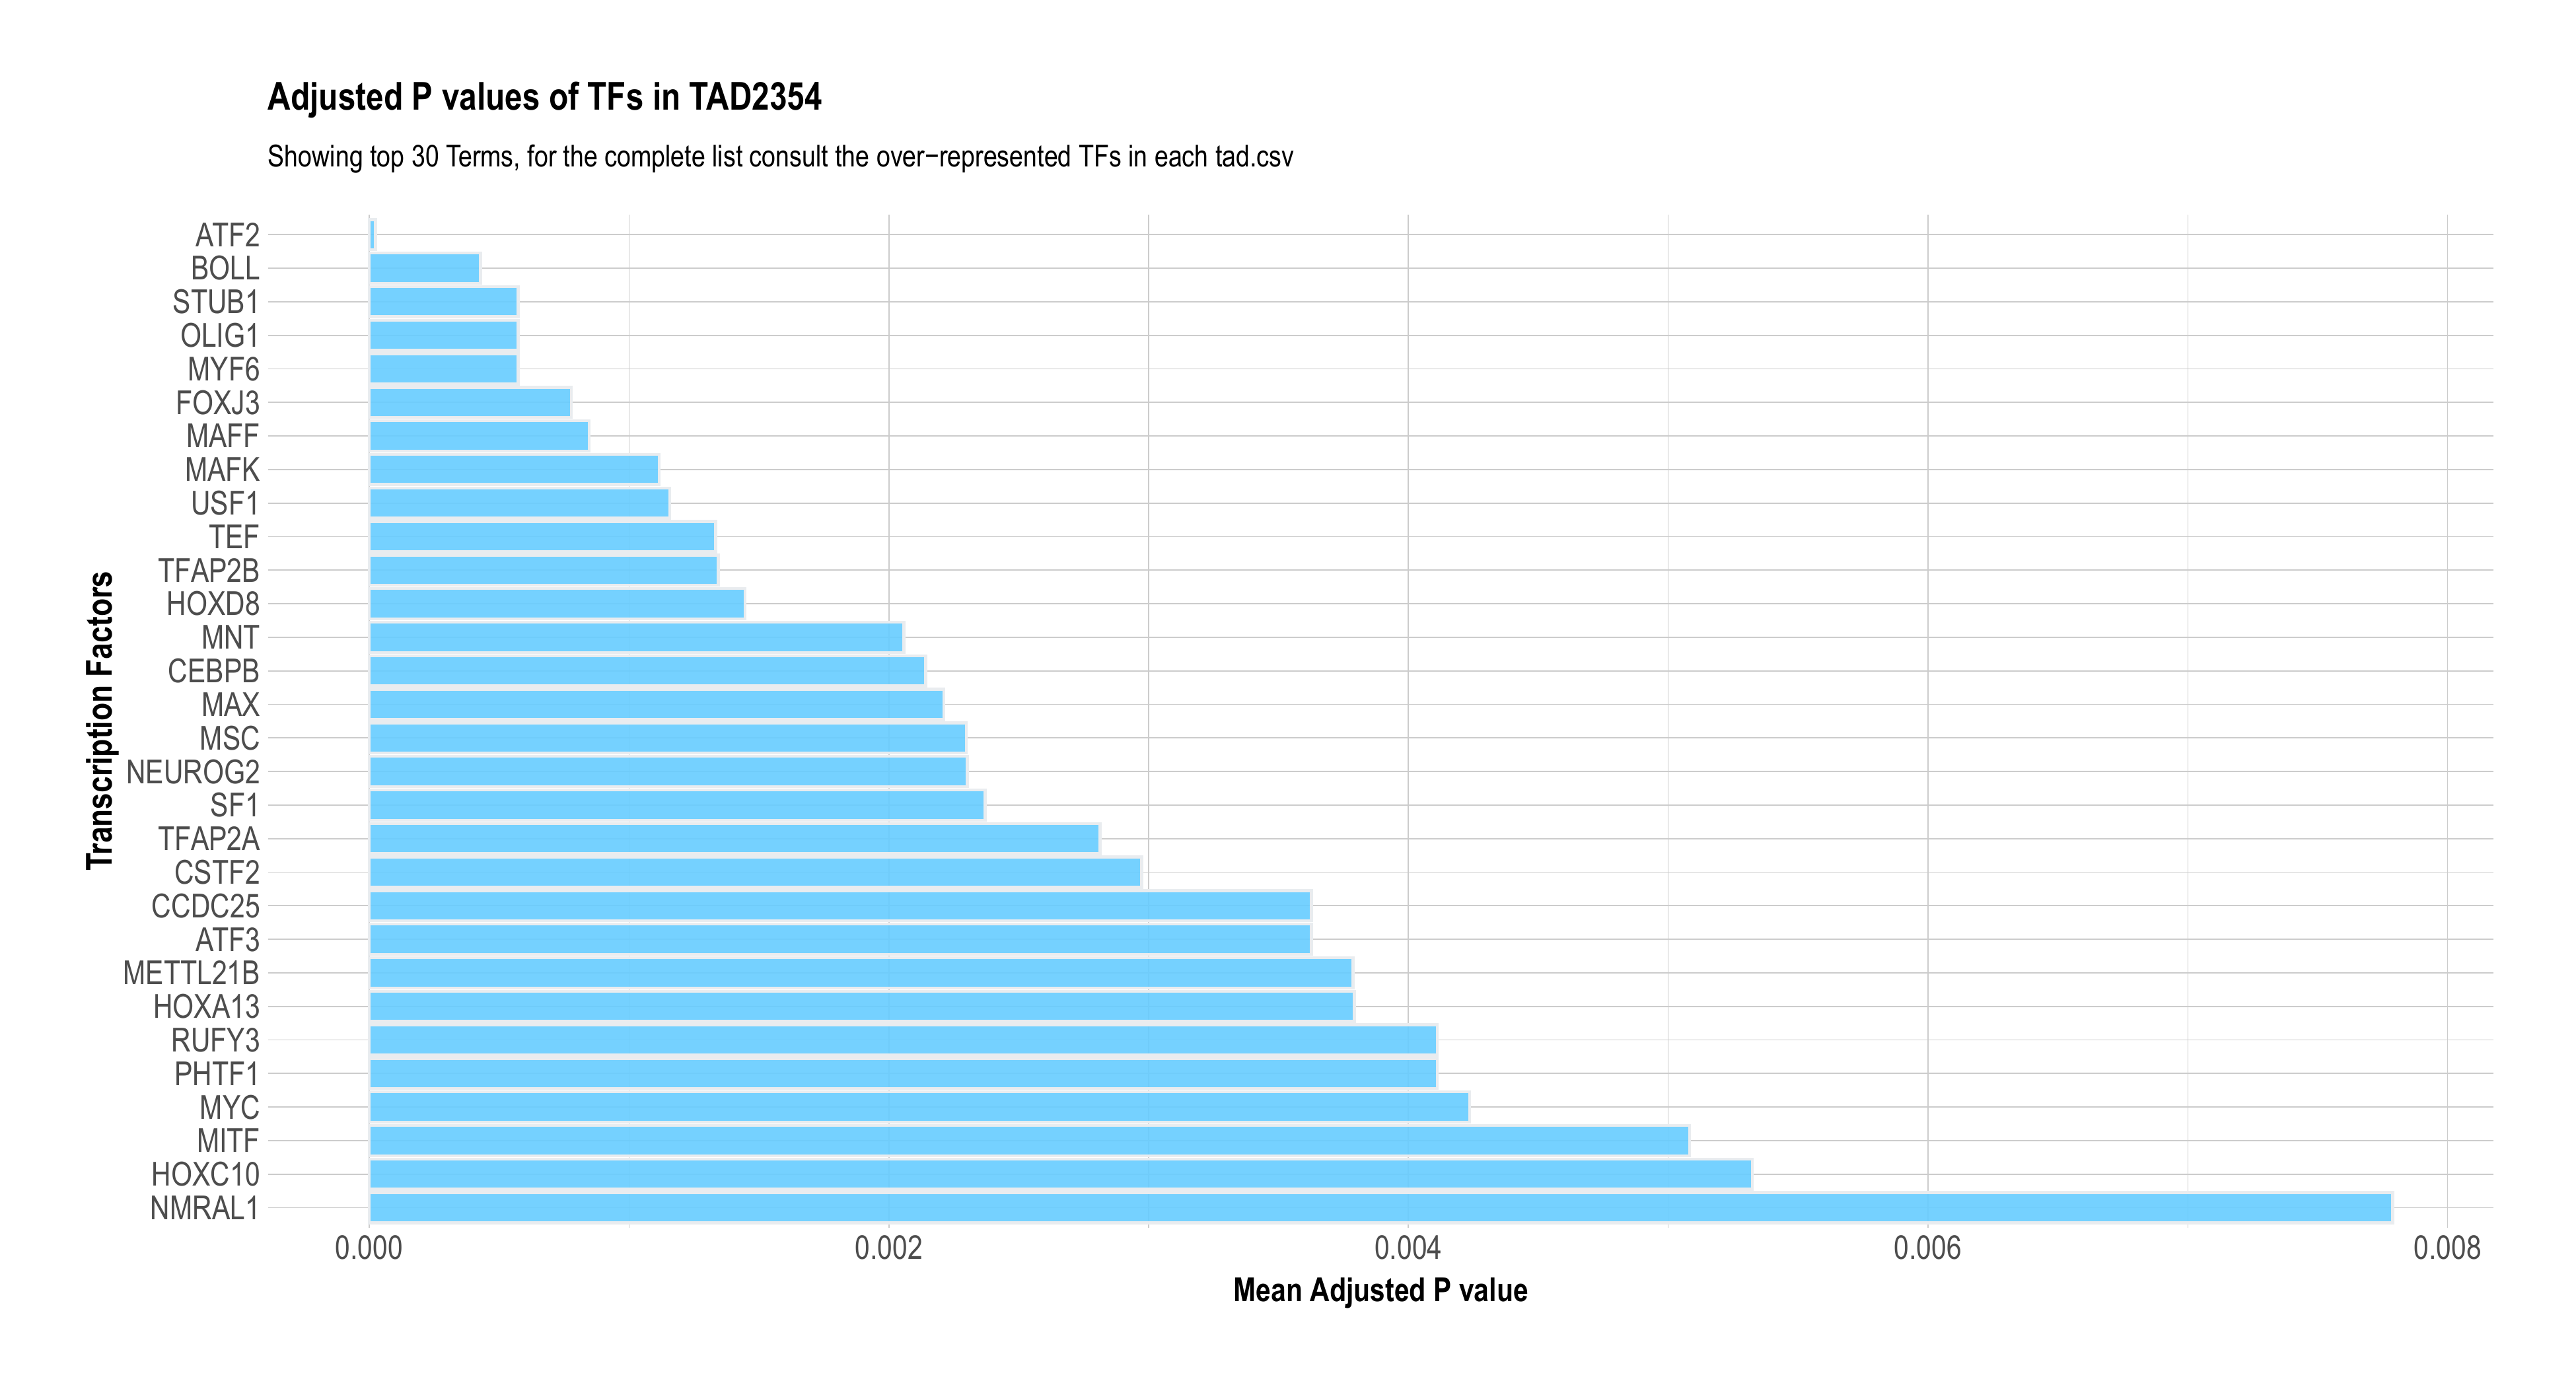 Adjusted P values of TFs in TAD2354
Showing top 30 Terms, for the complete list consult the over−represented TFs in each tad.csv
Transcription Factors
ATF2
BOLL
STUB1
OLIG1
MYF6
FOXJ3
MAFF
MAFK
USF1
TEF
TFAP2B
HOXD8
MNT
CEBPB
MAX
MSC
NEUROG2
SF1
TFAP2A
CSTF2
CCDC25
ATF3
METTL21B
HOXA13
RUFY3
PHTF1
MYC
MITF
HOXC10
NMRAL1
0.000 0.002 0.004 0.006 0.008
Mean Adjusted P value